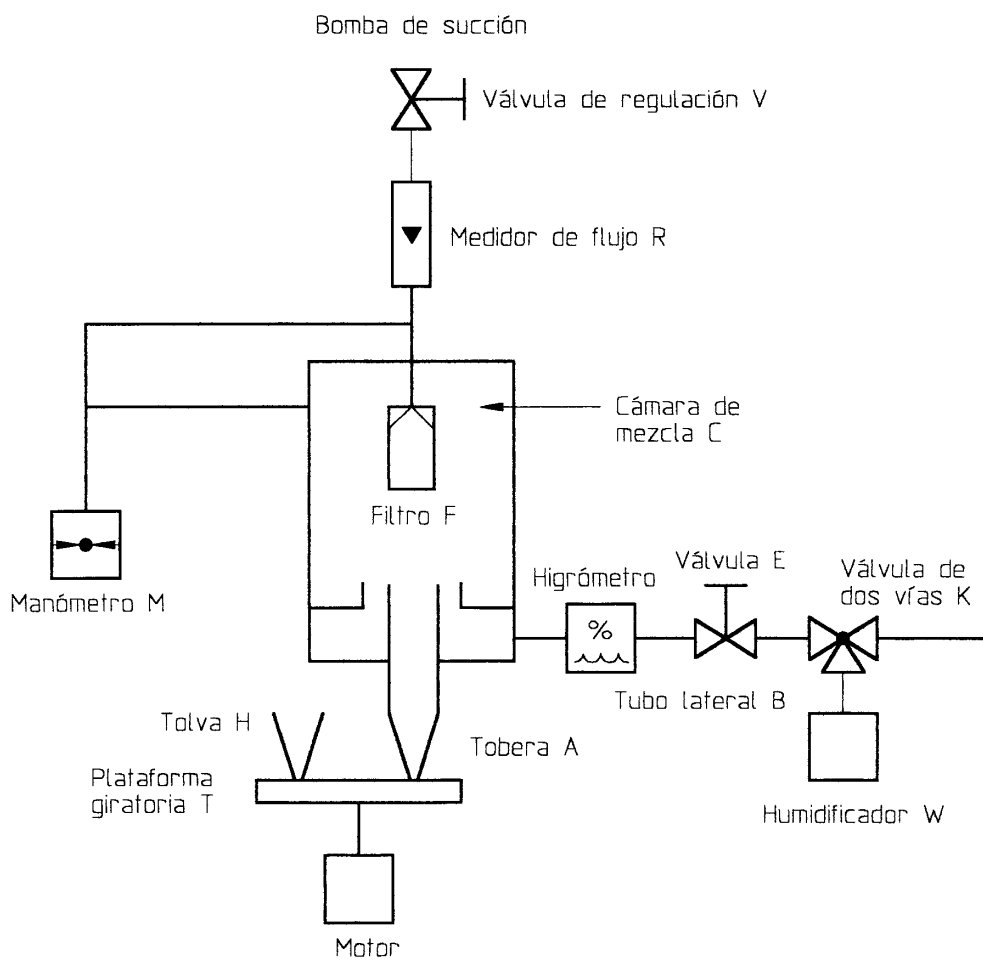 Bomba de succión
Válvula de regulación V
Medidor de flujo R
Cámara de
mezcla C
Filtro F
Manómetro M
Higrómetro
%
Válvula E
Válvula de
dos vías K
Tubo lateral B
Tolva H
Tobera A
Plataforma
giratoria T
Humidificador W
Motor